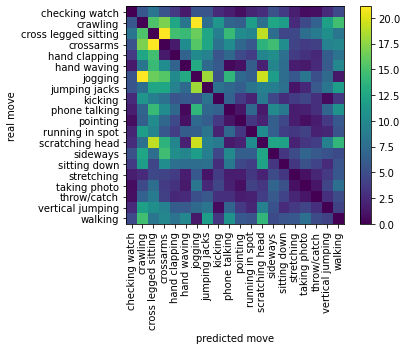 real move
checking watch
crawling
cross legged sitting
crossarms
hand clapping
hand waving
jogging
jumping jacks
kicking
phone talking
pointing
running in spot
scratching head
sideways
sitting down
stretching
taking photo
throw/catch
vertical jumping
walking
checking watch
crawling
cross legged sitting
crossarms
hand clapping
hand waving
jogging
jumping jacks
kicking
phone talking
pointing
running in spot
scratching head
sideways
sitting down
stretching
taking photo
throw/catch
vertical jumping
walking
predicted move
20.0
17.5
15.0
12.5
10.0
7.5
5.0
2.5
0.0